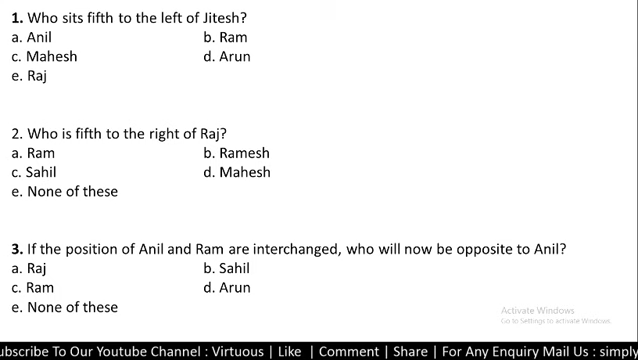 1. Who sits fifth to the left of Jitesh?
a. Anil b. Ram
c. Mahesh d. Arun
e. Raj
2. Who is fifth to the right of Raj?
a. Ram b. Ramesh
c. Sahil d. Mahesh
e. None of these
3. If the position of Anil and Ram are interchanged, who will now be opposite to Anil?
a. Raj b. Sahil
c. Ram d. Arun
e. None of these
Activate Windows
Go to Settings to activate Windows.
ubscribe To Our Youtube Channel : Virtuous | Like | Comment | Share | For Any Enquiry Mail Us : simply